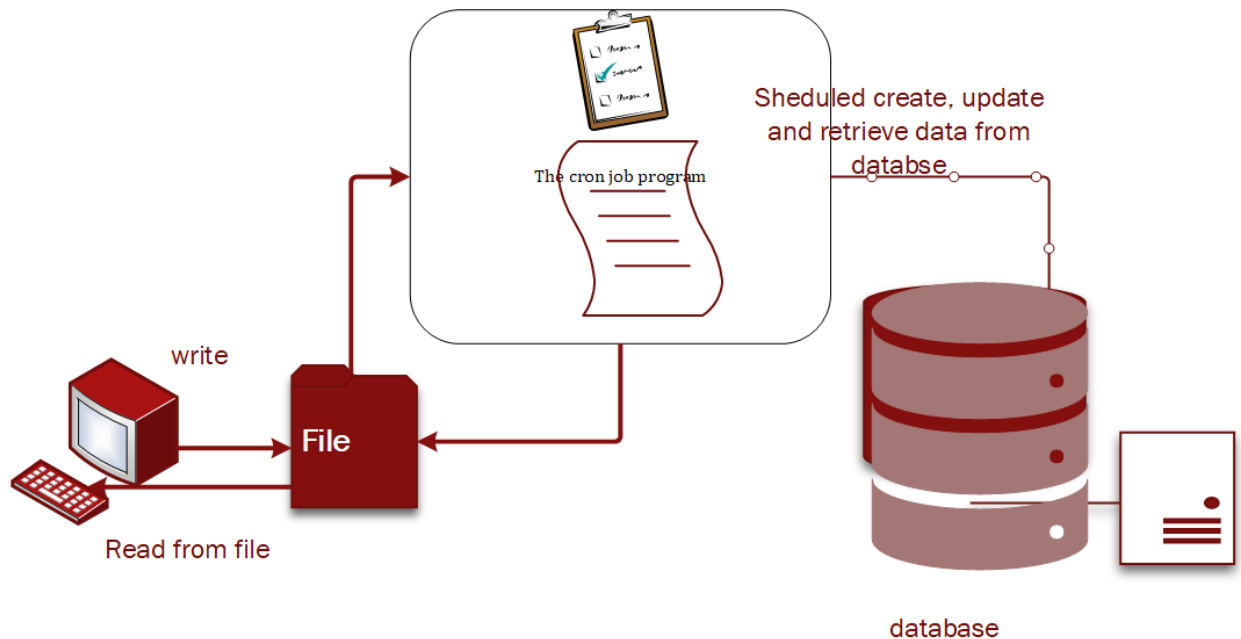 Sheduled create, update
and retrieve data from
databse
The cron job program
write
File
Read from file
database